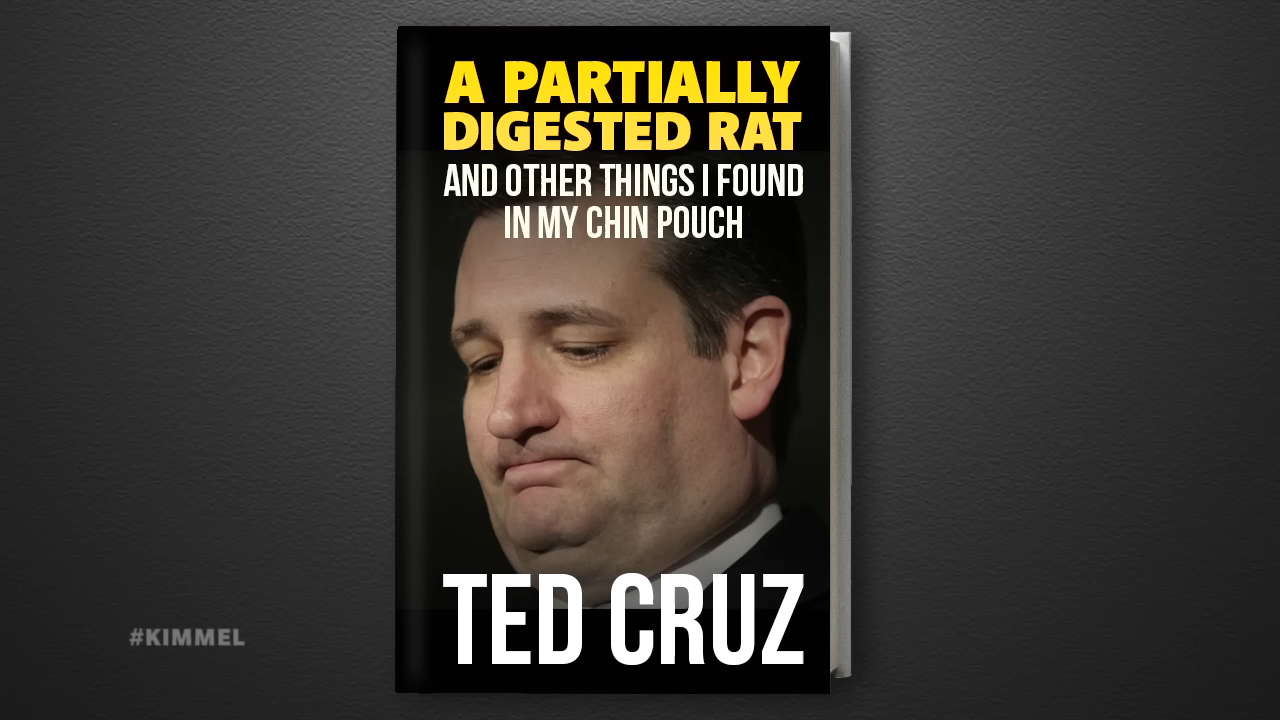 A PARTIALLY
DIGESTED RAT
AND OTHER THINGS I FOUND
IN MY CHIN POUCH
TED CRUZ
#KIMMEL